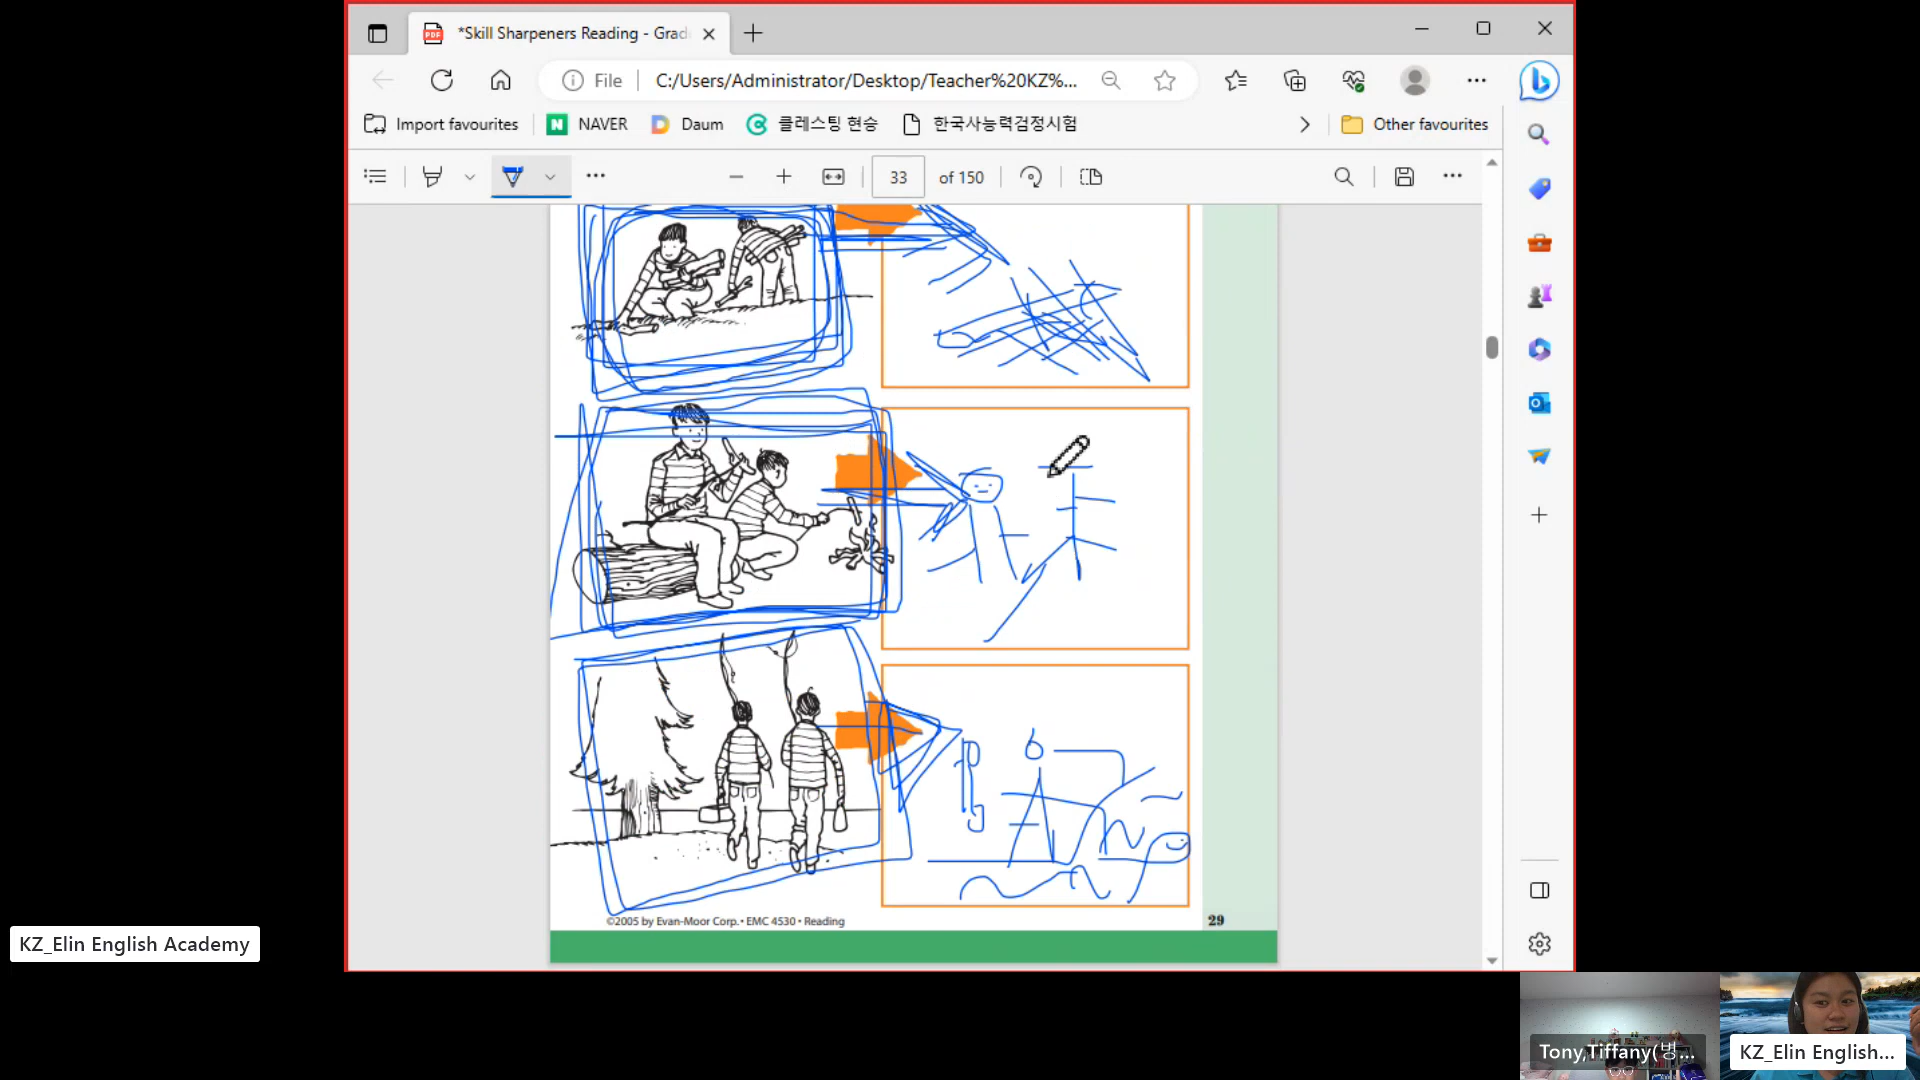 *Skill Sharpeners Reading - Grad
File
C:/Users/Administrator/Desktop/Teacher%20KZ%...
Import favourites
NAVER
Daum
클레스팅 현승
한국사능력검정시험
Other favourites
33
of 150
©2005 by Evan-Moor Corp. • EMC 4530 • Reading
29
KZ_Elin English Academy
Tony,Tiffany(병...
KZ_Elin English...